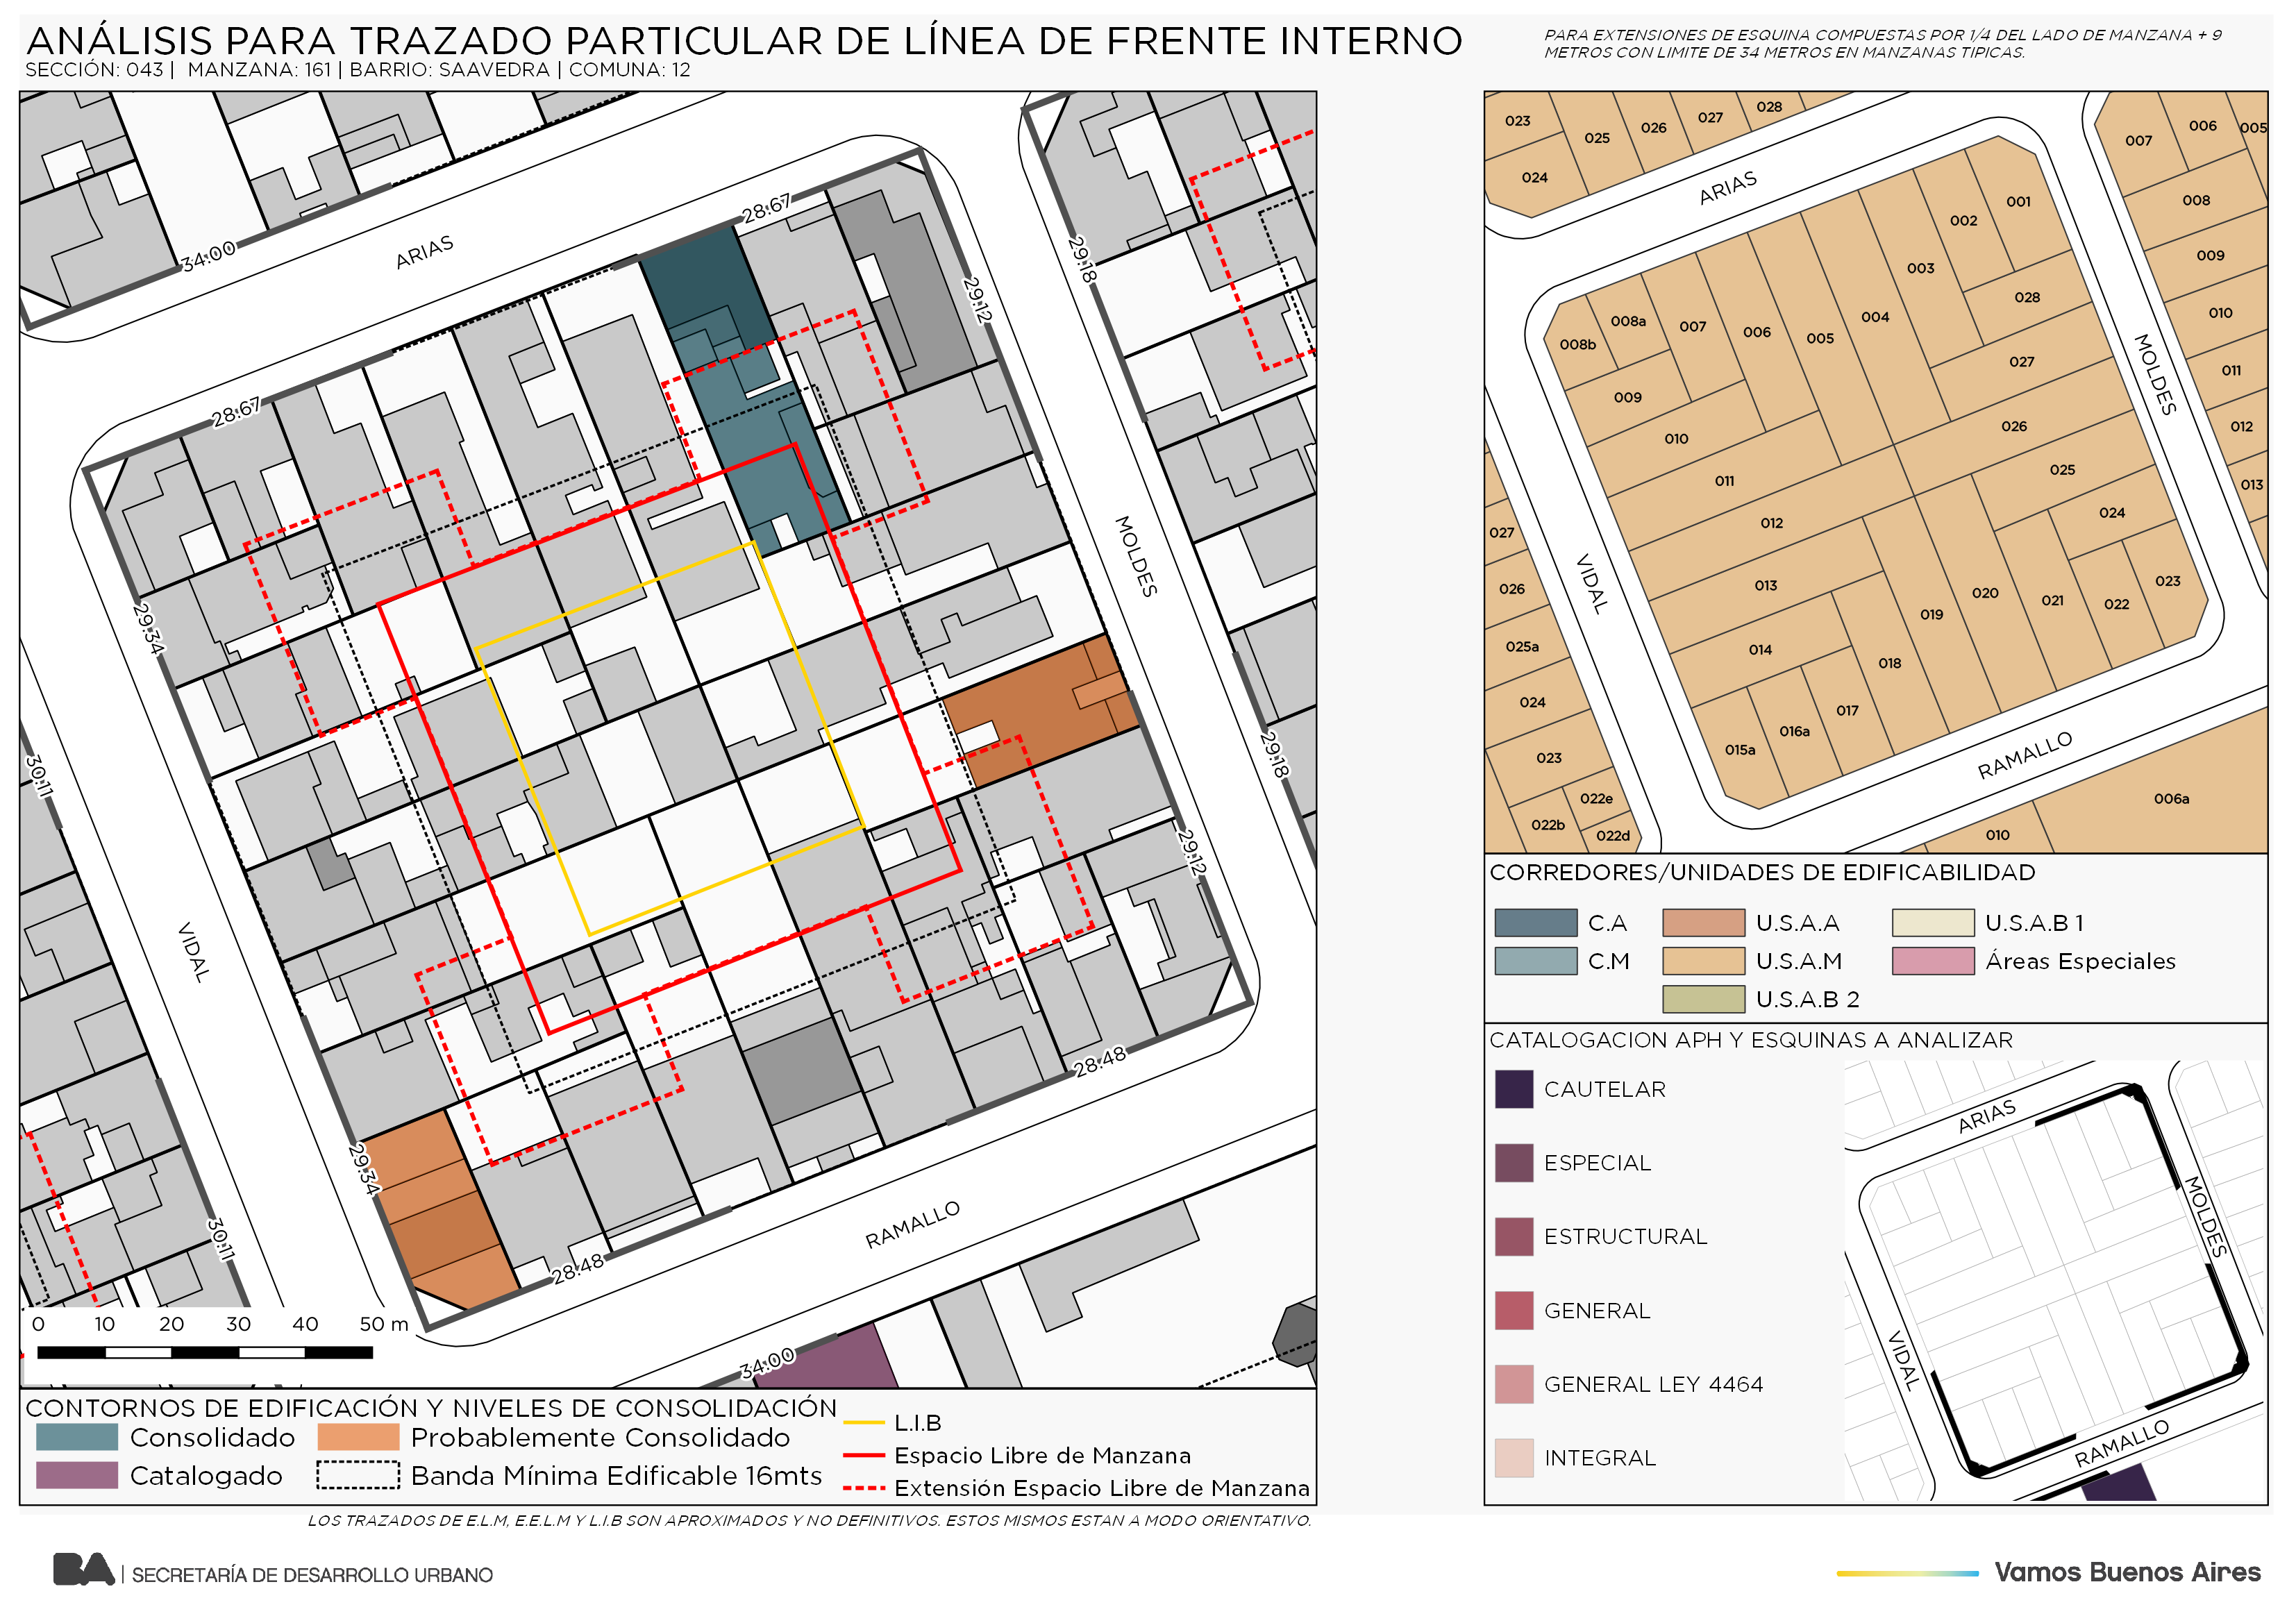 ANÁLISIS PARA TRAZADO PARTICULAR DE LÍNEA DE FRENTE INTERNO
SECCIÓN: 043 | MANZANA: 161 | BARRIO: SAAVEDRA | COMUNA: 12
PARA EXTENSIONES DE ESQUINA COMPUESTAS POR 1/4 DEL LADO DE MANZANA + 9
METROS CON LIMITE DE 34 METROS EN MANZANAS TIPICAS.
34:00
ARIAS
28.67
28.67
29.18
29.12
29.34
MOLDES
30.11
29.18
29.12
VIDAL
28.48
29.34
30.11
28.48
RAMALLO
34:00
0 10 20 30 40 50 m
CONTORNOS DE EDIFICACIÓN Y NIVELES DE CONSOLIDACIÓN
Consolidado
Probablemente Consolidado
Catalogado
Banda Mínima Edificable 16mts
L.I.B
Espacio Libre de Manzana
Extensión Espacio Libre de Manzana
LOS TRAZADOS DE E.L.M, E.E.L.M Y L.I.B SON APROXIMADOS Y NO DEFINITIVOS. ESTOS MISMOS ESTAN A MODO ORIENTATIVO.
023 025 026 027 028
024
ARIAS
007 006 005
008
009
010
011
012
013
001
002
003
028
004
027
005
006
007
008a
008b
009
010
011
026
025
012
024
013
023
022
021
020
019
014
018
017
016a
015a
MOLDES
VIDAL
RAMALLO
027
026
025a
024
023
022e
022b
022d
006a
010
CORREDORES/UNIDADES DE EDIFICABILIDAD
C.A
U.S.A.A
U.S.A.B 1
C.M
U.S.A.M
Áreas Especiales
U.S.A.B 2
CATALOGACION APH Y ESQUINAS A ANALIZAR
CAUTELAR
ESPECIAL
ESTRUCTURAL
GENERAL
GENERAL LEY 4464
INTEGRAL
ARIAS
MOLDES
VIDAL
RAMALLO
BA | SECRETARÍA DE DESARROLLO URBANO
Vamos Buenos Aires